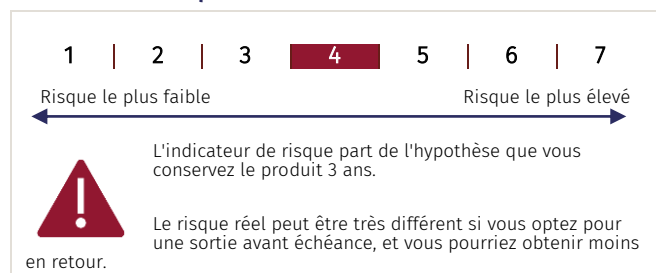 1 | 2 | 3 | 4 | 5 | 6 | 7
Risque le plus faible Risque le plus élevé
L'indicateur de risque part de l'hypothèse que vous
conservez le produit 3 ans.
Le risque réel peut être très différent si vous optez pour
une sortie avant échéance, et vous pourriez obtenir moins
en retour.